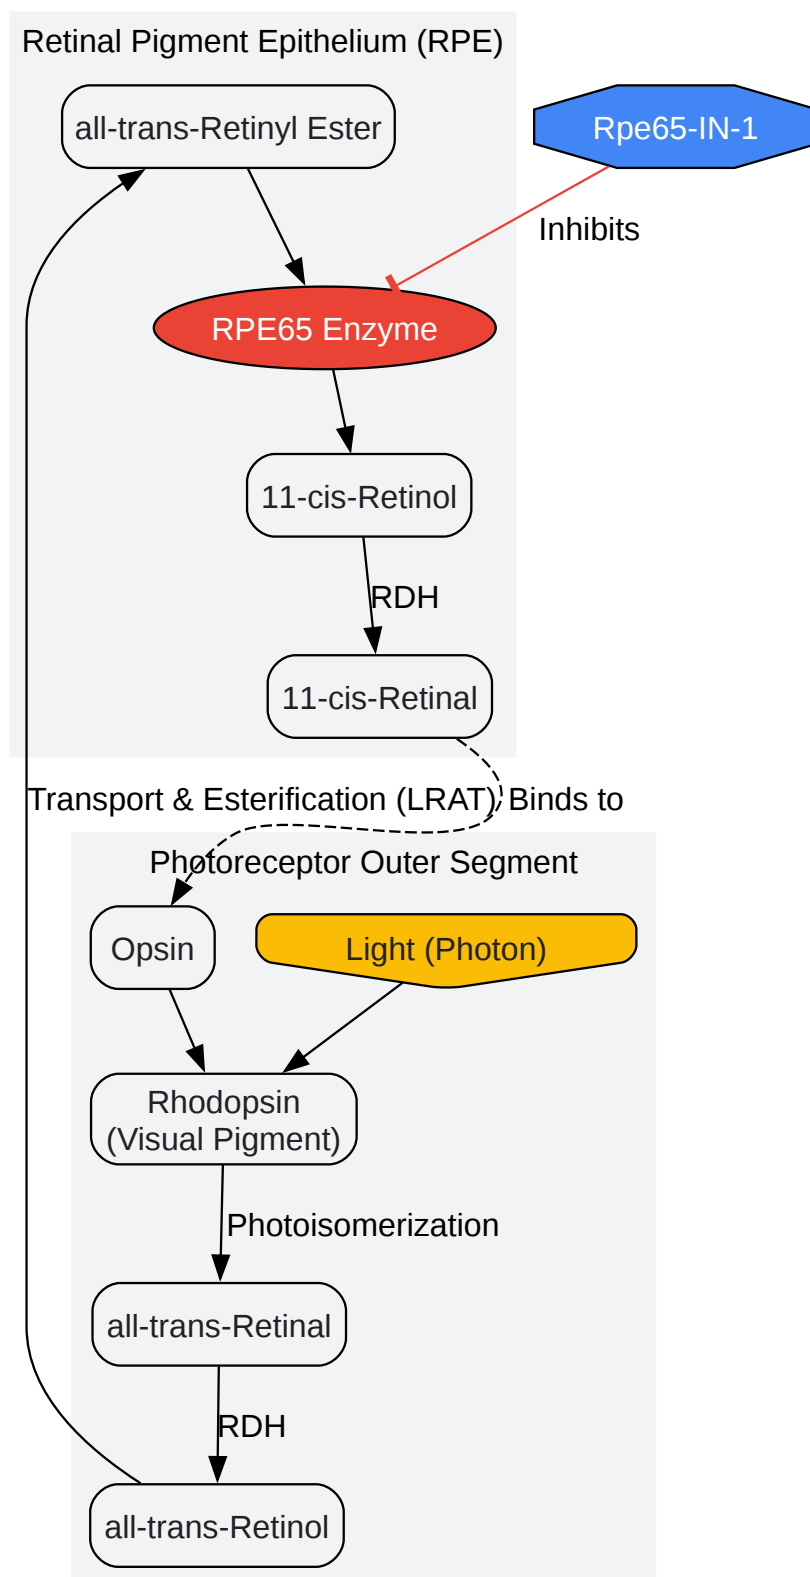 Retinal Pigment Epithelium (RPE)
all-trans-Retinyl Ester
Rpe65-IN-1
Inhibits
RPE65 Enzyme
11-cis-Retinol
RDH
11-cis-Retinal
Transport & Esterification (LRAT)
Binds to
Photoreceptor Outer Segment
Opsin
Light (Photon)
Rhodopsin
(Visual Pigment)
Photoisomerization
all-trans-Retinal
RDH
all-trans-Retinol